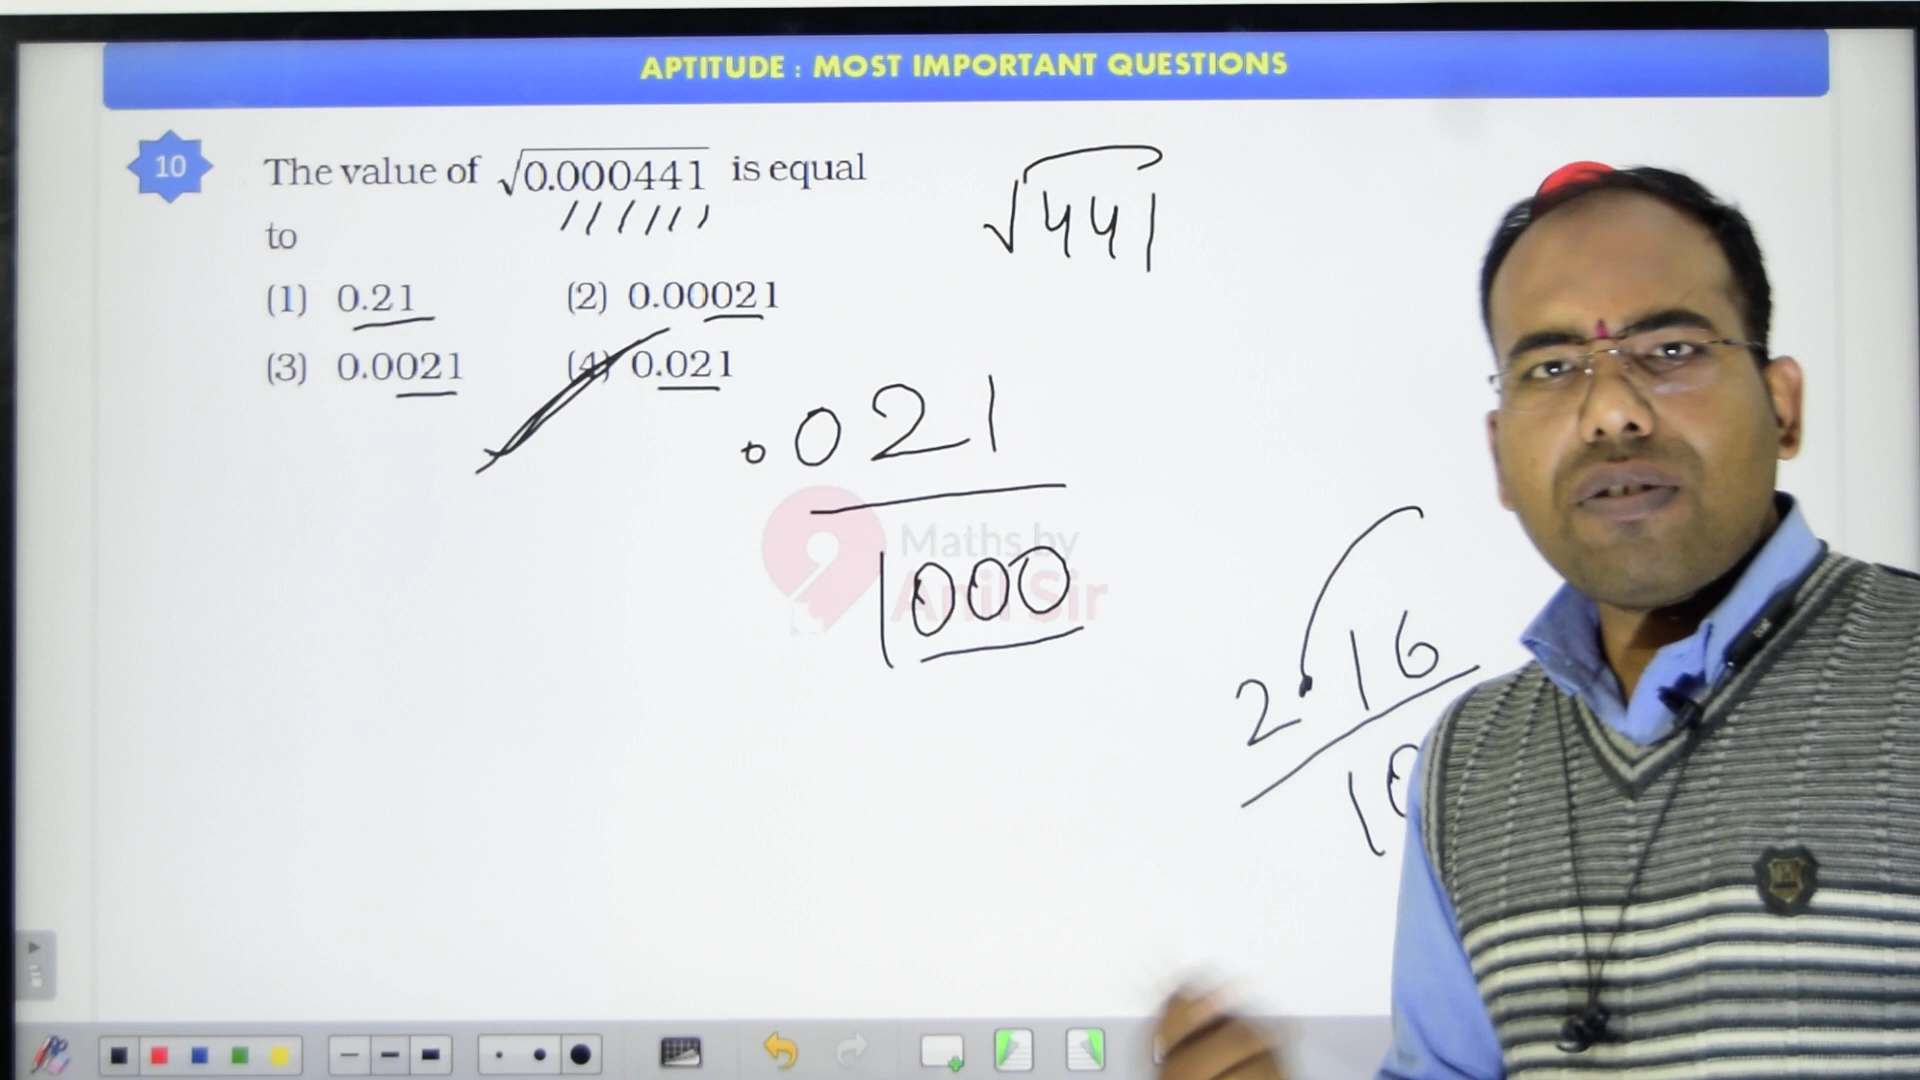 APTITUDE : MOST IMPORTANT QUESTIONS
10
The value of √0.000441 is equal
to
(1) 0.21 (2) 0.00021
(3) 0.0021 (4) 0.021
√441
.021
1000
Maths by
Anil Sir
2.16
10